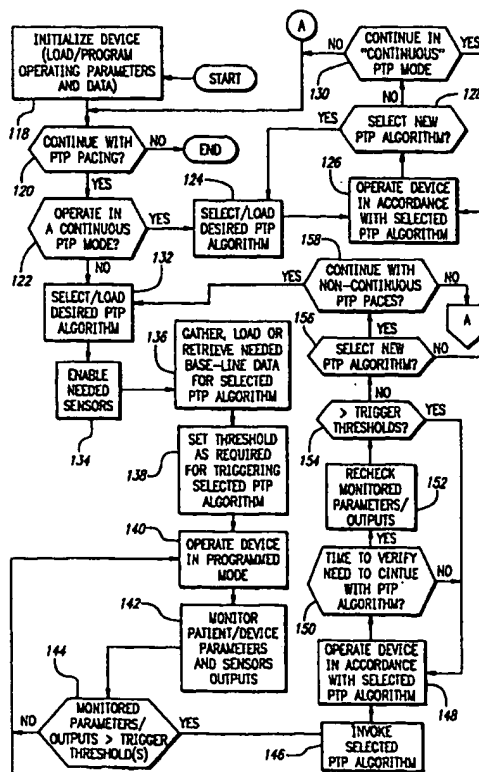 INITIALIZE DEVICE
(LOAD/PROGRAM
OPERATING PARAMETERS
AND DATA)
118
START
A
CONTINUE WITH
PTP PACING?
120
NO
END
YES
OPERATE IN
A CONTINUOUS PTP
MODE?
122
YES
NO
124
SELECT/LOAD
DESIRED PTP
ALGORITHM
NO
CONTINUE IN
"CONTINUOUS"
PTP MODE
YES
130
NO
128
YES
SELECT NEW
PTP ALGORITHM?
126
OPERATE DEVICE
IN ACCORDANCE
WITH SELECTED
PTP ALGORITHM
132
SELECT/LOAD
DESIRED PTP
ALGORITHM
ENABLE
NEEDED
SENSORS
134
136
GATHER, LOAD OR
RETRIEVE NEEDED
BASE-LINE DATA
FOR SELECTED
PTP ALGORITHM
138
SET THRESHOLD
AS REQUIRED
FOR TRIGGERING
SELECTED PTP
ALGORITHM
140
OPERATE DEVICE
IN PROGRAMMED
MODE
142
MONITOR
PATIENT/DEVICE
PARAMETERS
AND SENSORS
OUTPUTS
144
MONITORED
PARAMETERS/
OUTPUTS > TRIGGER
THRESHOLD(S)
NO
YES
146
INVOKE
SELECTED
PTP ALGORITHM
OPERATE DEVICE
IN ACCORDANCE
WITH SELECTED
PTP ALGORITHM
148
TIME TO VERIFY
NEED TO CINTUE
WITH PTP
ALGORITHM?
150
NO
YES
RECHECK
MONITORED
PARAMETERS/
OUTPUTS
152
> TRIGGER
THRESHOLDS?
154
YES
NO
156
SELECT NEW
PTP ALGORITHM?
NO
YES
158
YES
CONTINUE WITH
NON-CONTINUOUS
PTP PACES?
NO
A